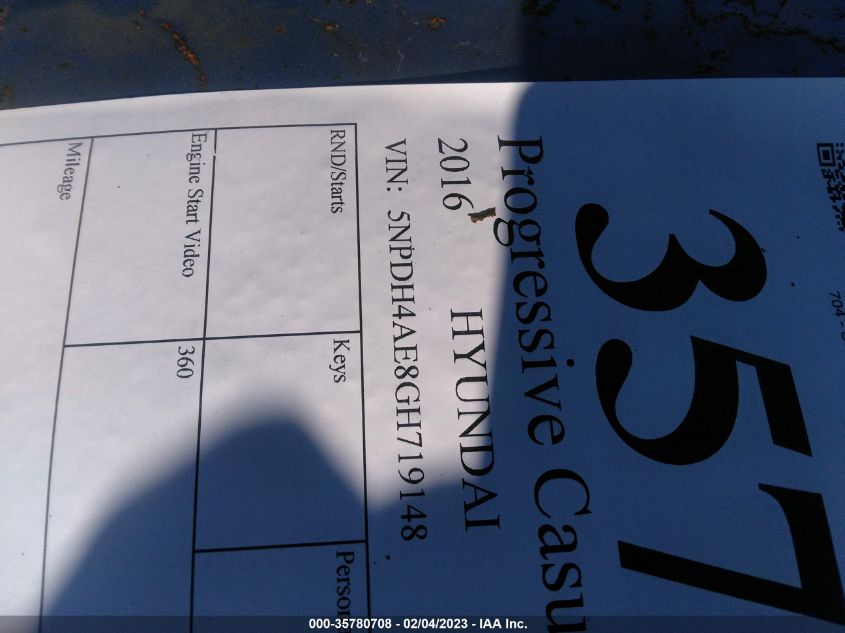 704-
357
Progressive Casu
2016 HYUNDAI
VIN: 5NPDH4AE8GH719148
RND/Starts Keys Person
Engine Start Video 360
Mileage
000-35780708 - 02/04/2023 - IAA Inc.